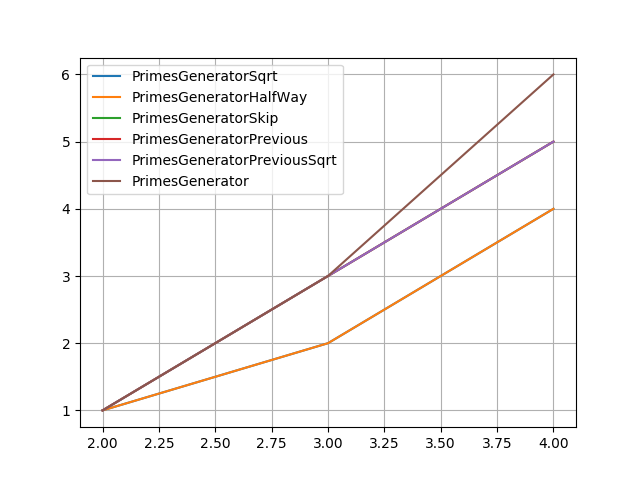 PrimesGeneratorSqrt
PrimesGeneratorHalfWay
PrimesGeneratorSkip
PrimesGeneratorPrevious
PrimesGeneratorPreviousSqrt
PrimesGenerator
6
5
4
3
2
1
2.00 2.25 2.50 2.75 3.00 3.25 3.50 3.75 4.00